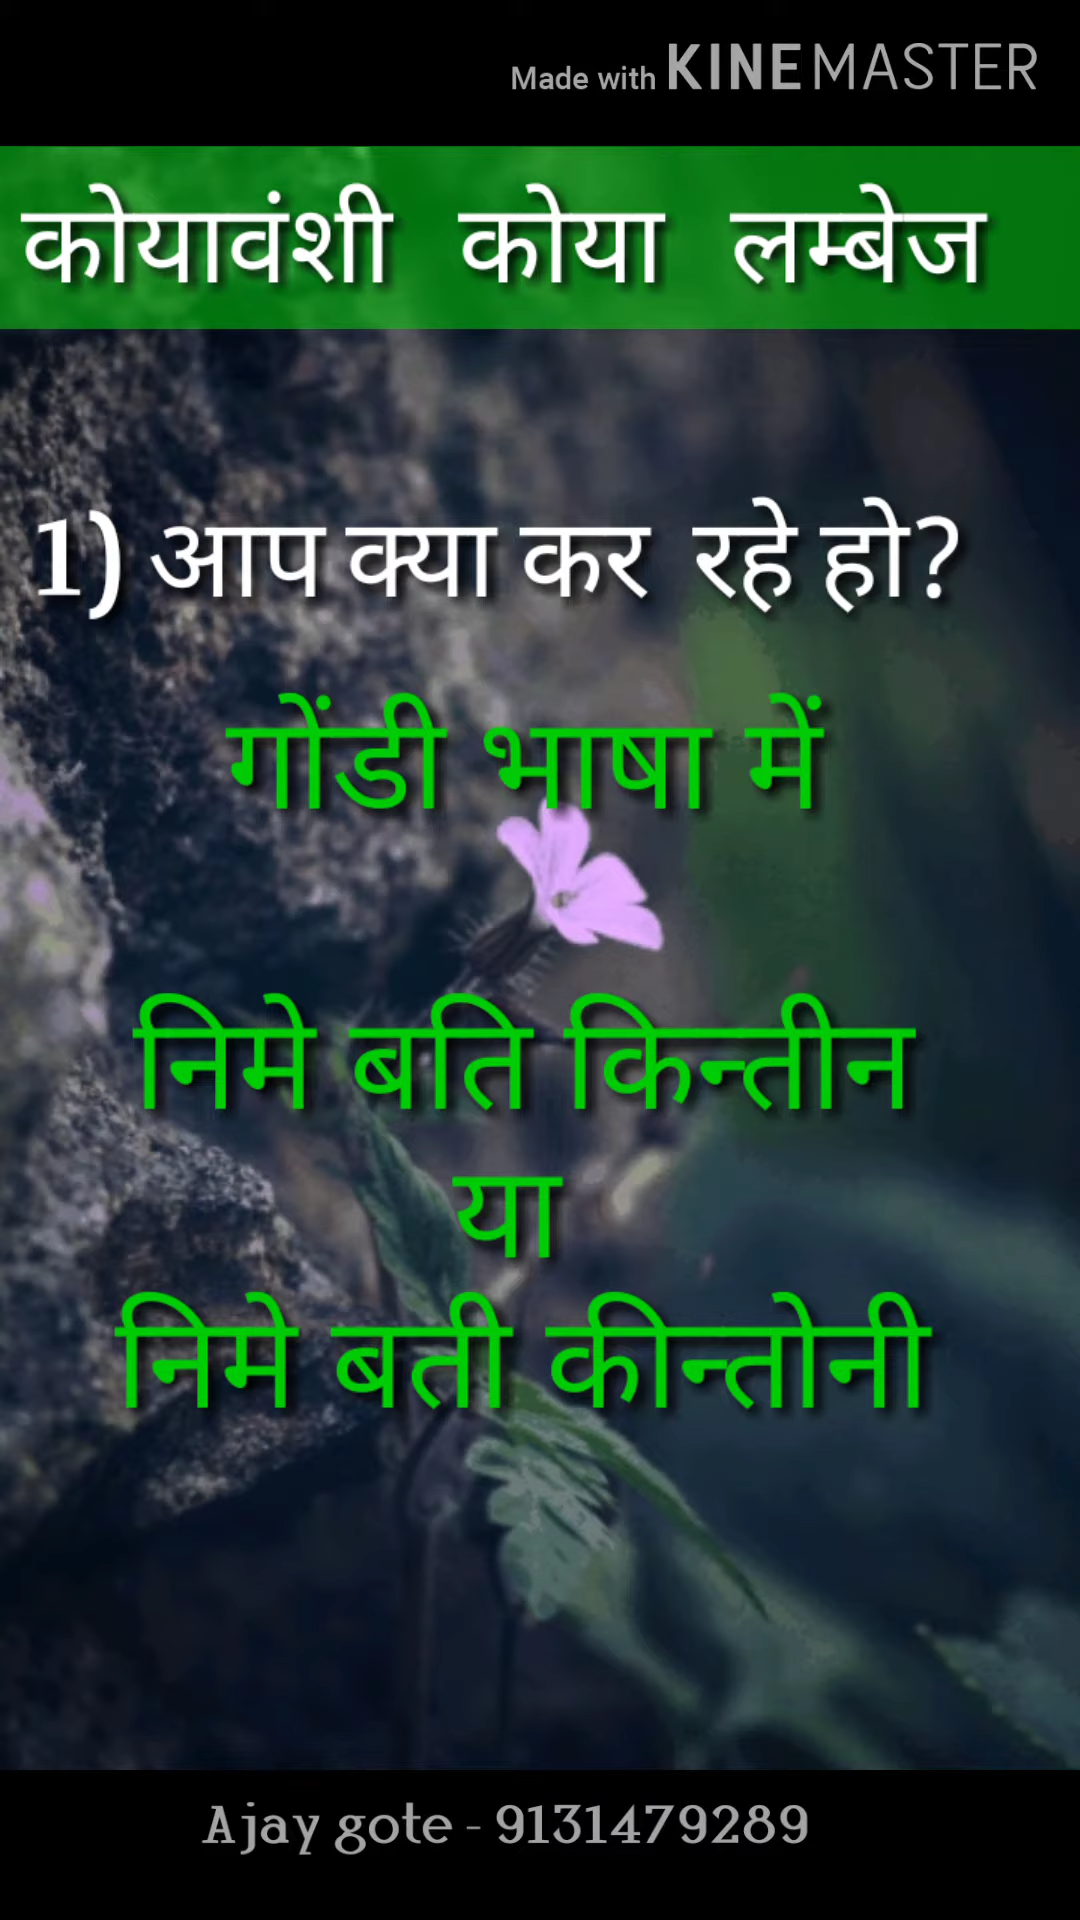 Made with KINEMASTER
कोयावंशी कोया लम्बेज
1) आप क्या कर रहे हो?
गोंडी भाषा में
निमे बति किन्तीन
या
निमे बती कीन्तोनी
Ajay gote - 9131479289